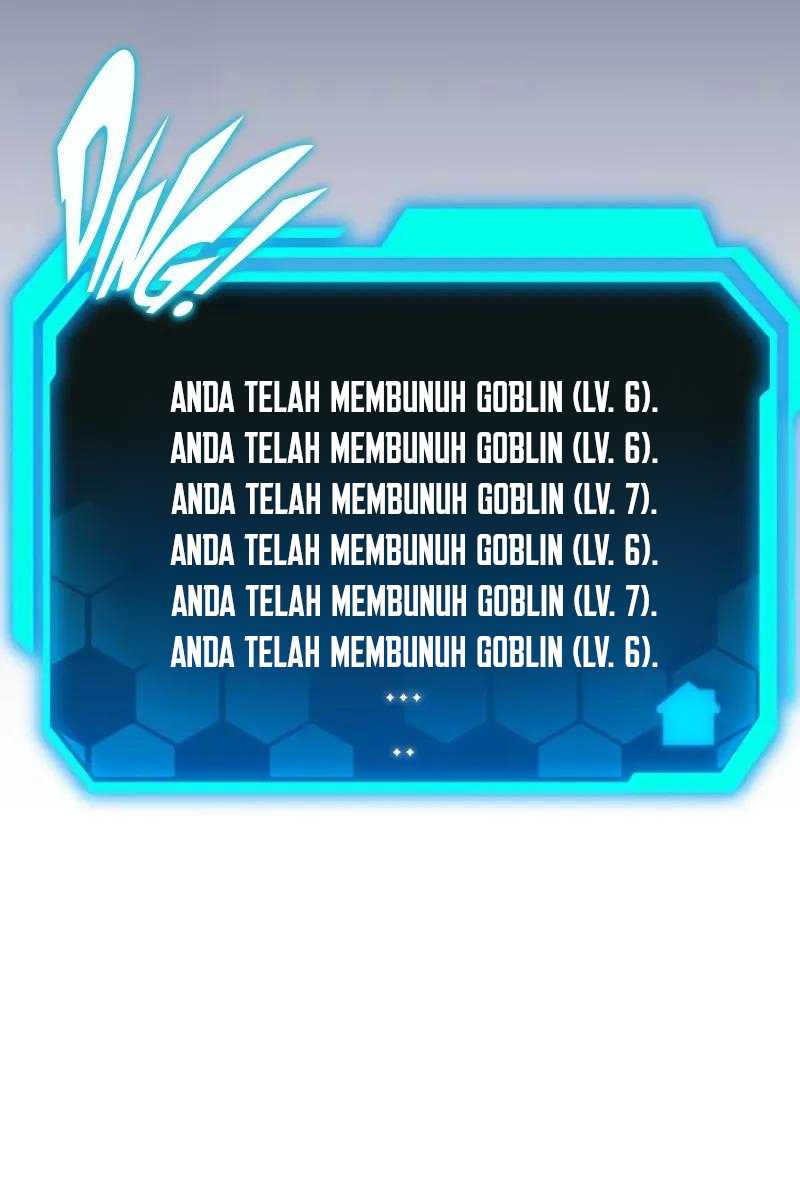 DING!
ANDA TELAH MEMBUNUH GOBLIN (LV. 6).
ANDA TELAH MEMBUNUH GOBLIN (LV. 6).
ANDA TELAH MEMBUNUH GOBLIN (LV. 7).
ANDA TELAH MEMBUNUH GOBLIN (LV. 6).
ANDA TELAH MEMBUNUH GOBLIN (LV. 7).
ANDA TELAH MEMBUNUH GOBLIN (LV. 6).
...
..